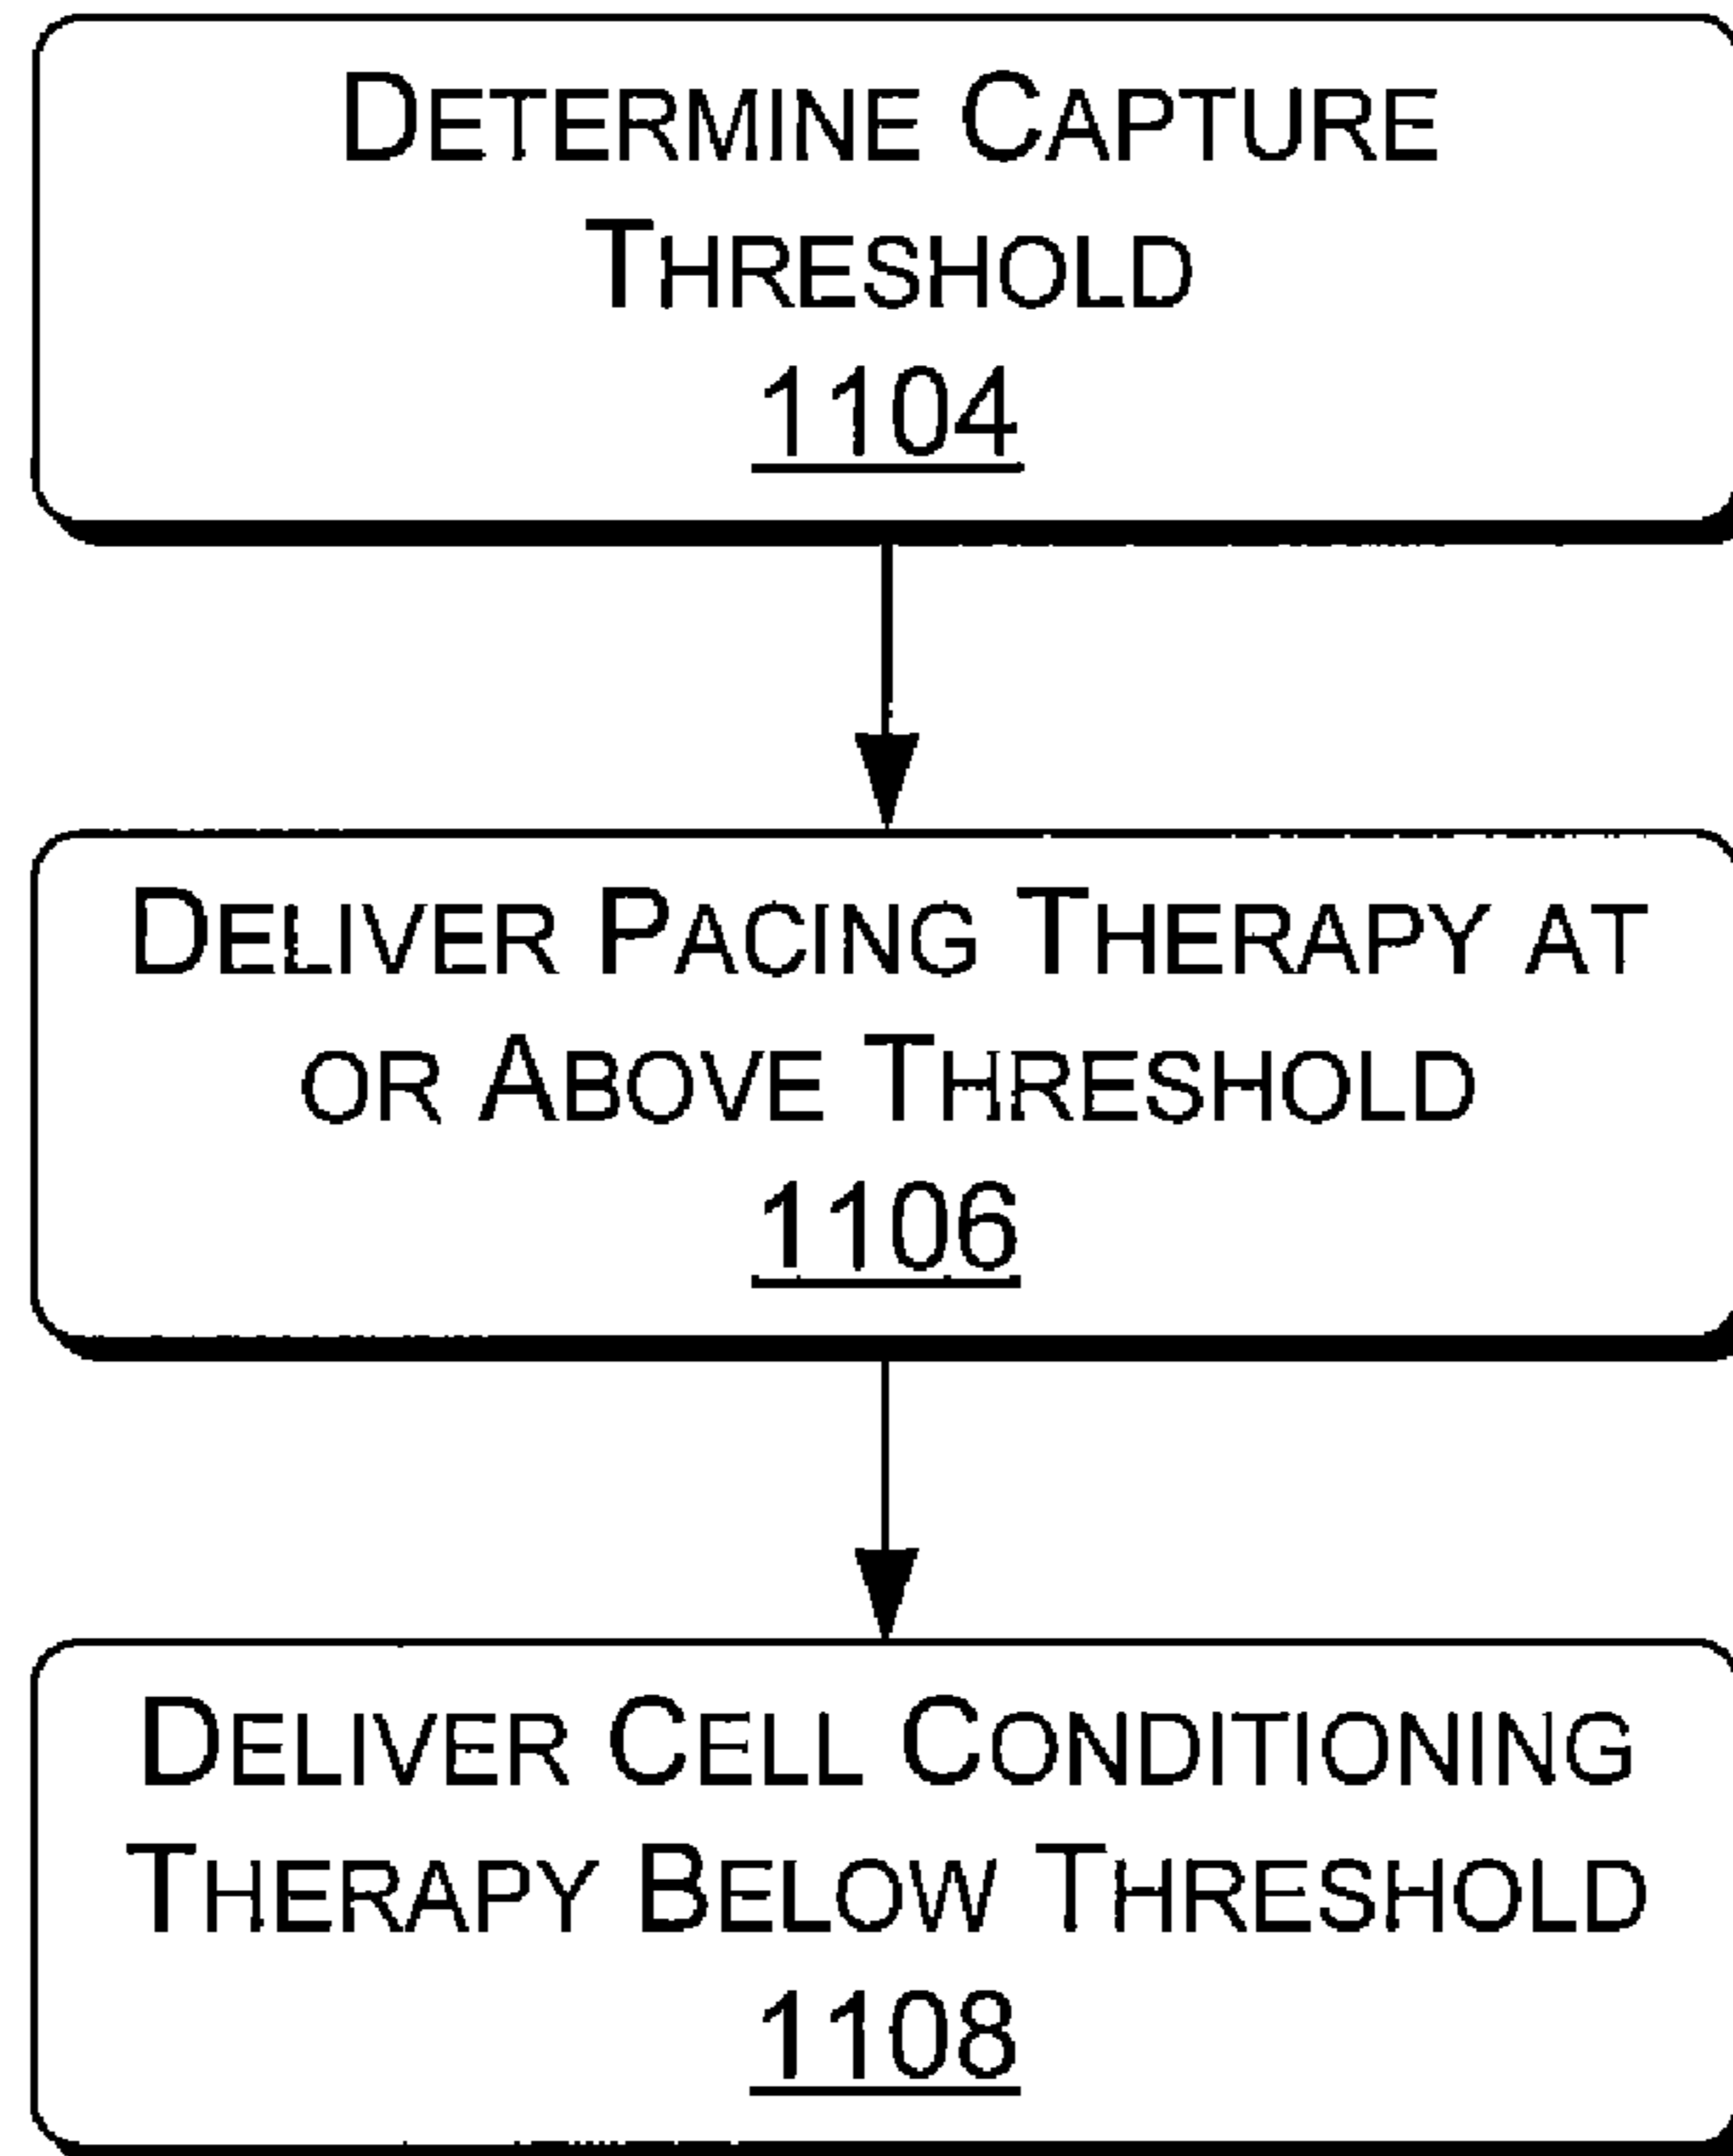 DETERMINE CAPTURE
THRESHOLD
1104
DELIVER PACING THERAPY AT
OR ABOVE THRESHOLD
1106
DELIVER CELL CONDITIONING
THERAPY BELOW THRESHOLD
1108